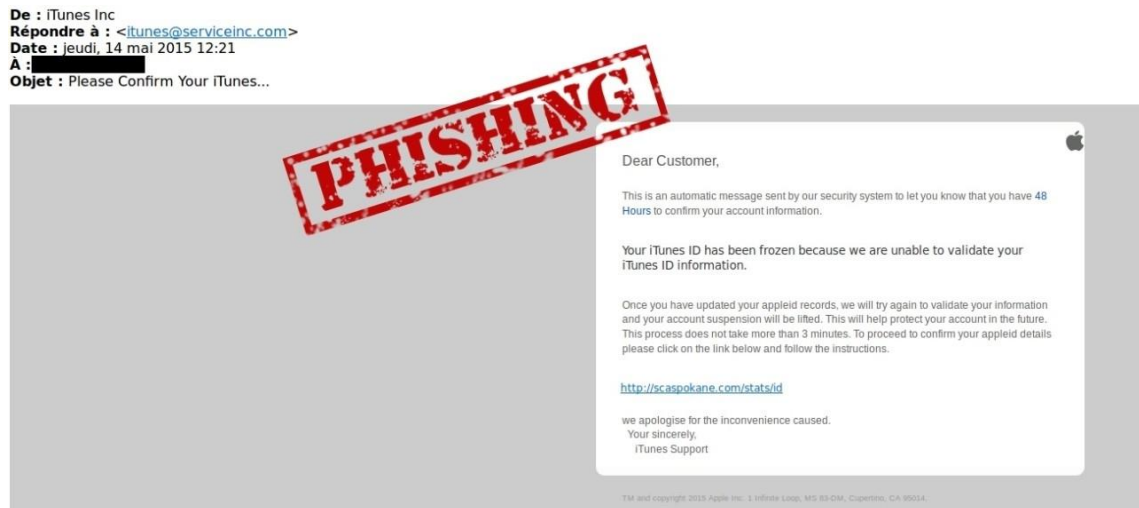 De : iTunes Inc
Répondre à : <itunes@serviceinc.com>
Date : jeudi, 14 mai 2015 12:21
À :
Objet : Please Confirm Your iTunes...
PHISHING
Dear Customer,
This is an automatic message sent by our security system to let you know that you have 48
Hours to confirm your account information.
Your iTunes ID has been frozen because we are unable to validate your
iTunes ID information.
Once you have updated your appleid records, we will try again to validate your information
and your account suspension will be lifted. This will help protect your account in the future.
This process does not take more than 3 minutes. To proceed to confirm your appleid details
please click on the link below and follow the instructions.
http://scaspokane.com/stats/id
we apologise for the inconvenience caused.
Your sincerely,
iTunes Support
TM and copyright 2015 Apple Inc. 1 Infinite Loop, MS 83-DM, Cupertino, CA 95014.